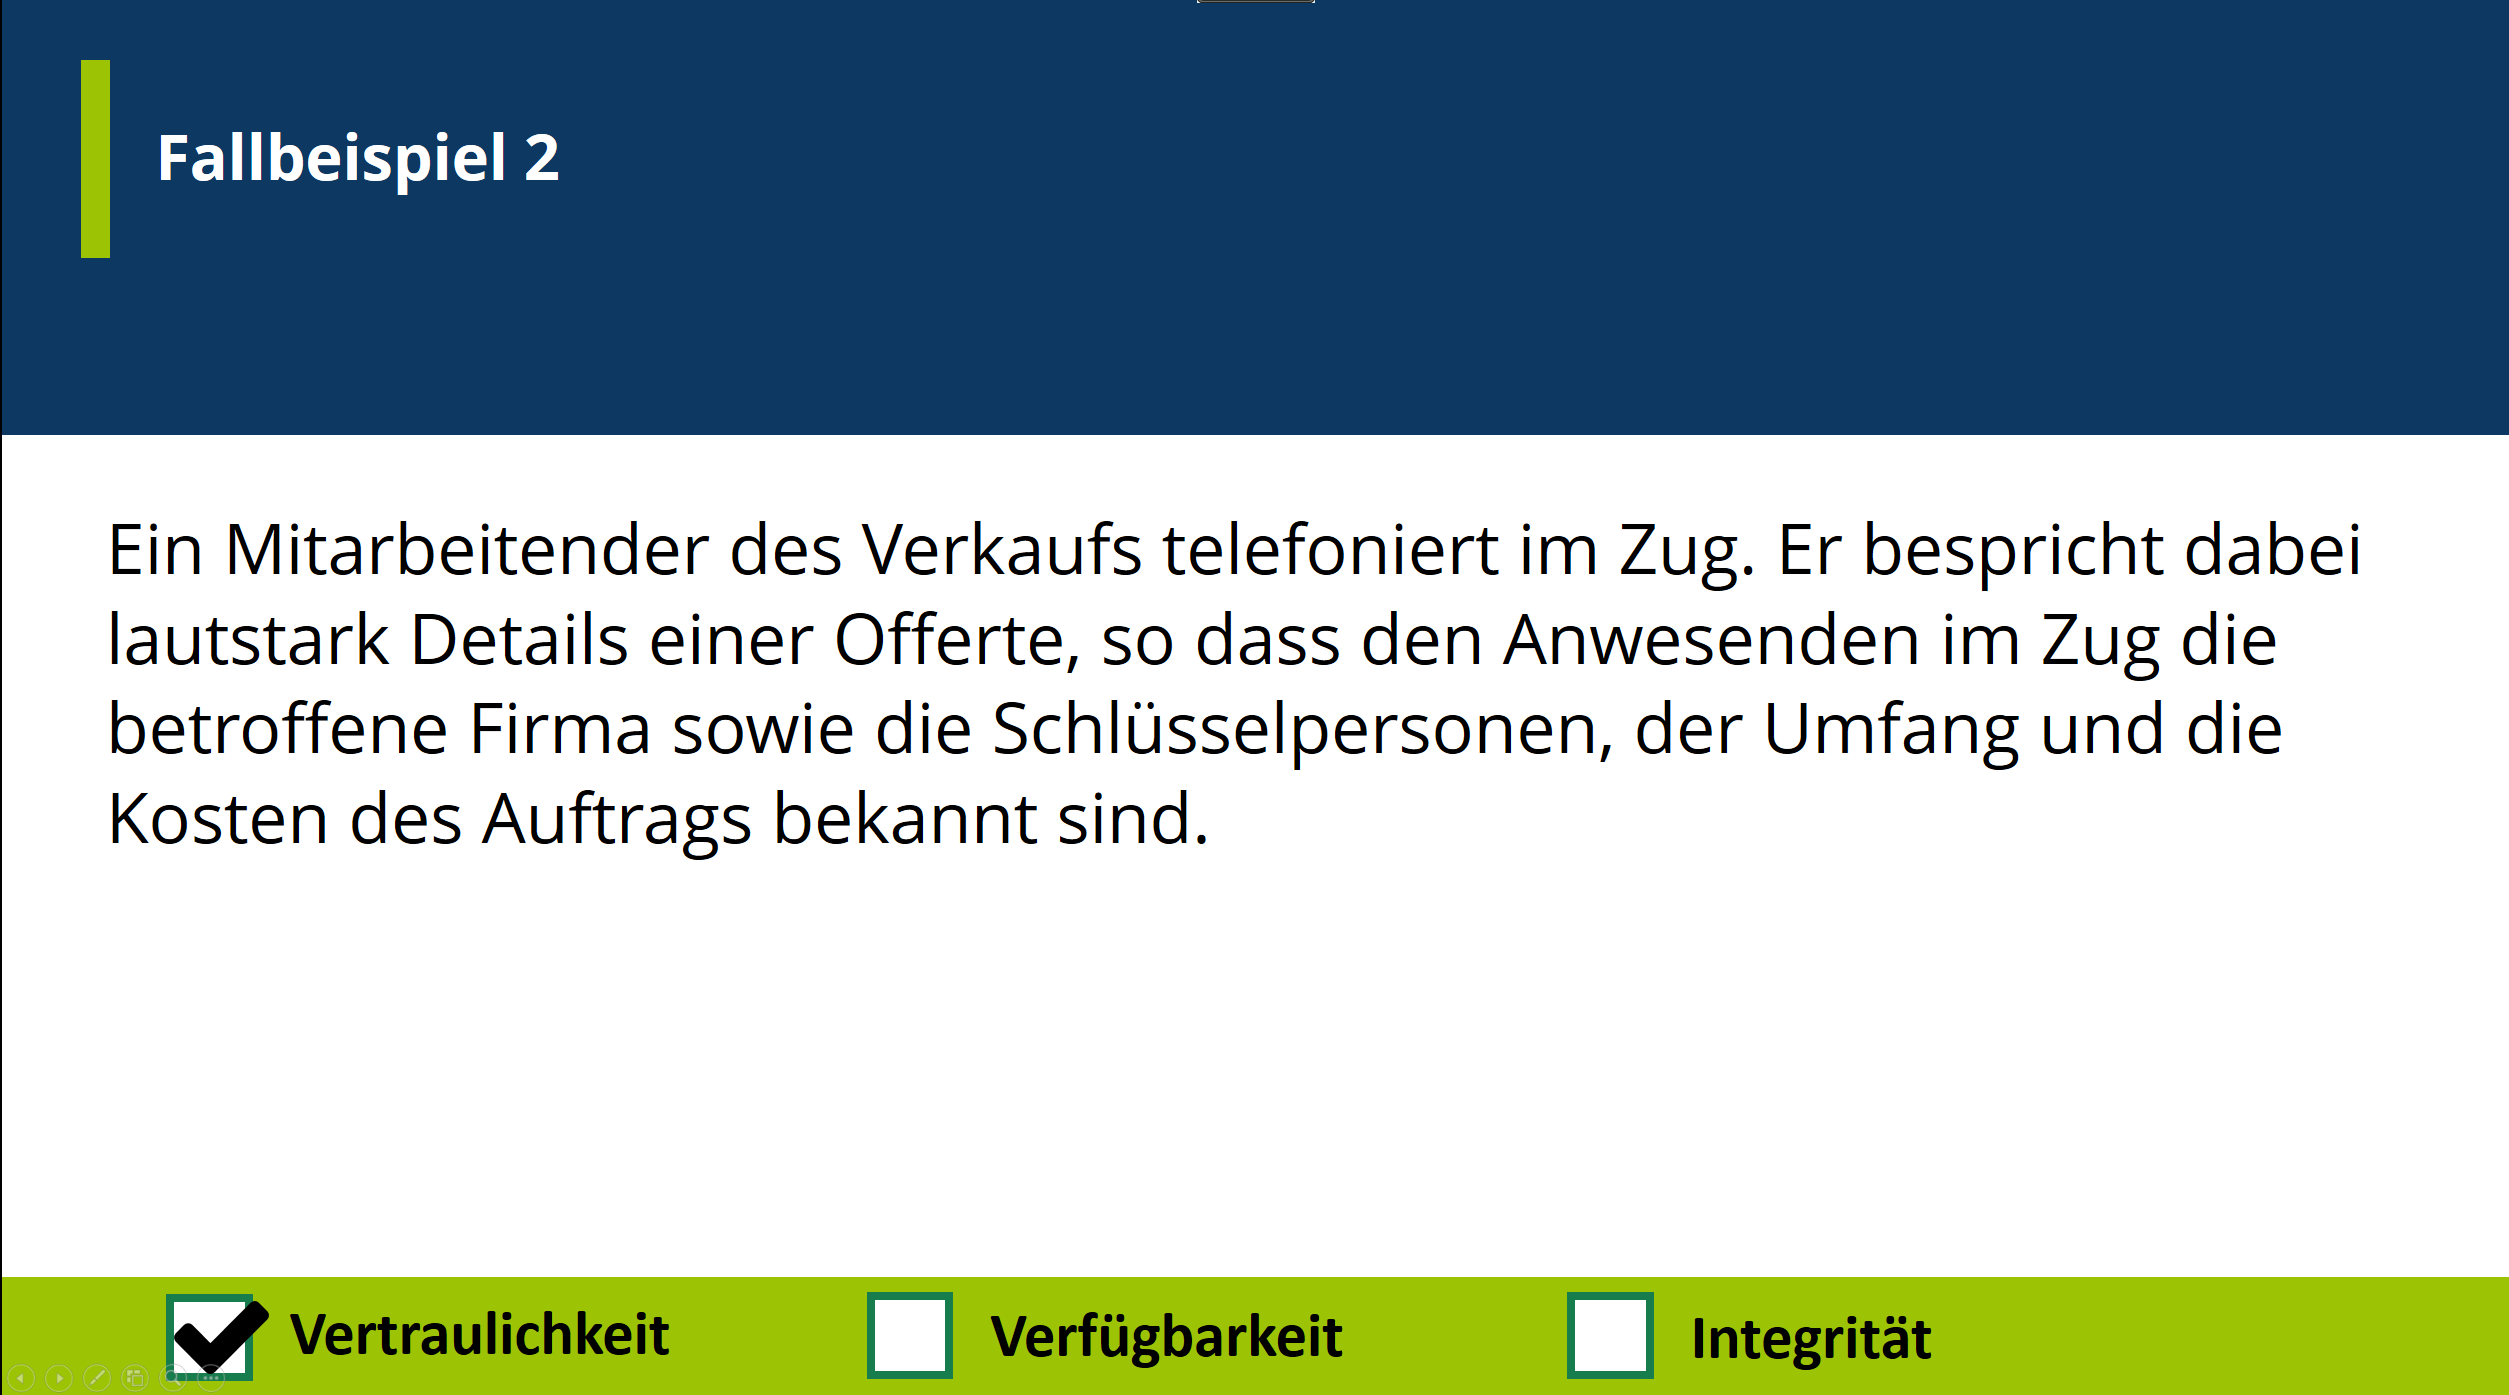 Fallbeispiel 2
Ein Mitarbeitender des Verkaufs telefoniert im Zug. Er bespricht dabei
lautstark Details einer Offerte, so dass den Anwesenden im Zug die
betroffene Firma sowie die Schlüsselpersonen, der Umfang und die
Kosten des Auftrags bekannt sind.
Vertraulichkeit
Verfügbarkeit
Integrität